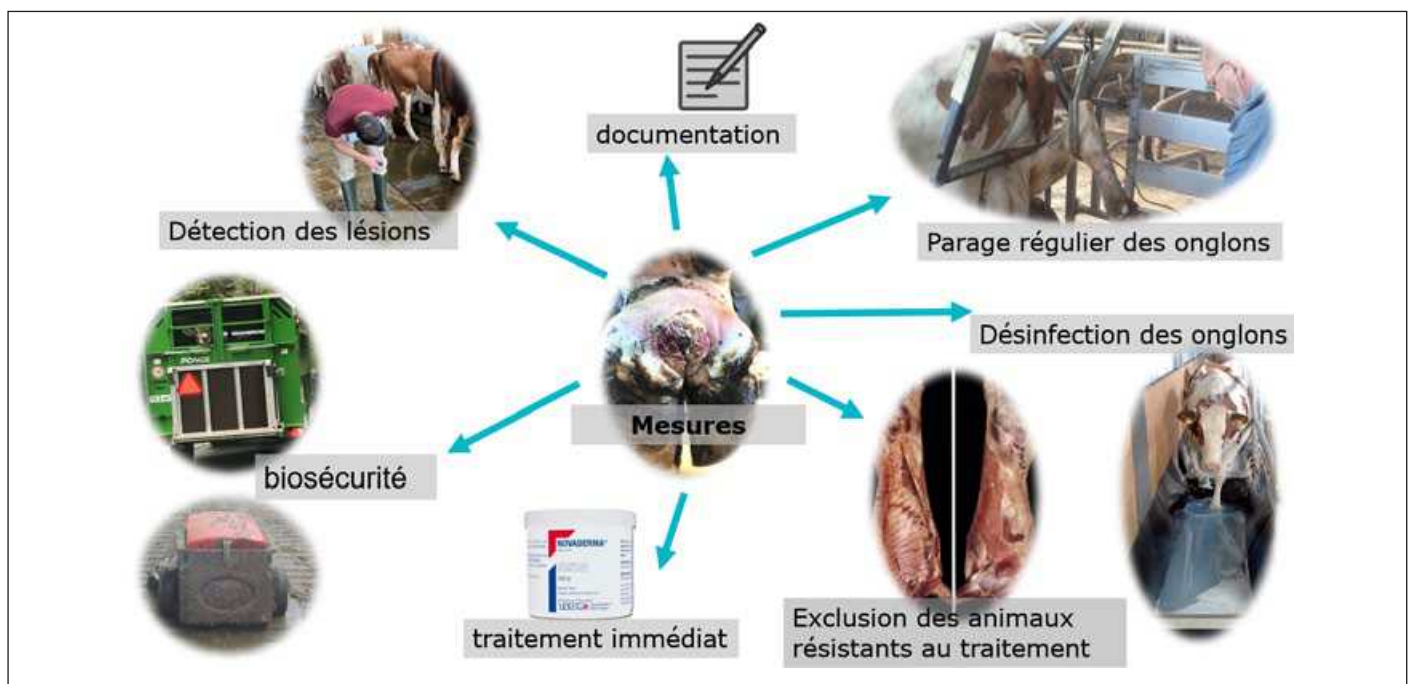 documentation
Détection des lésions
Parage régulier des onglons
Désinfection des onglons
Mesures
biosécurité
NOVADERMA
traitement immédiat
Exclusion des animaux
résistants au traitement